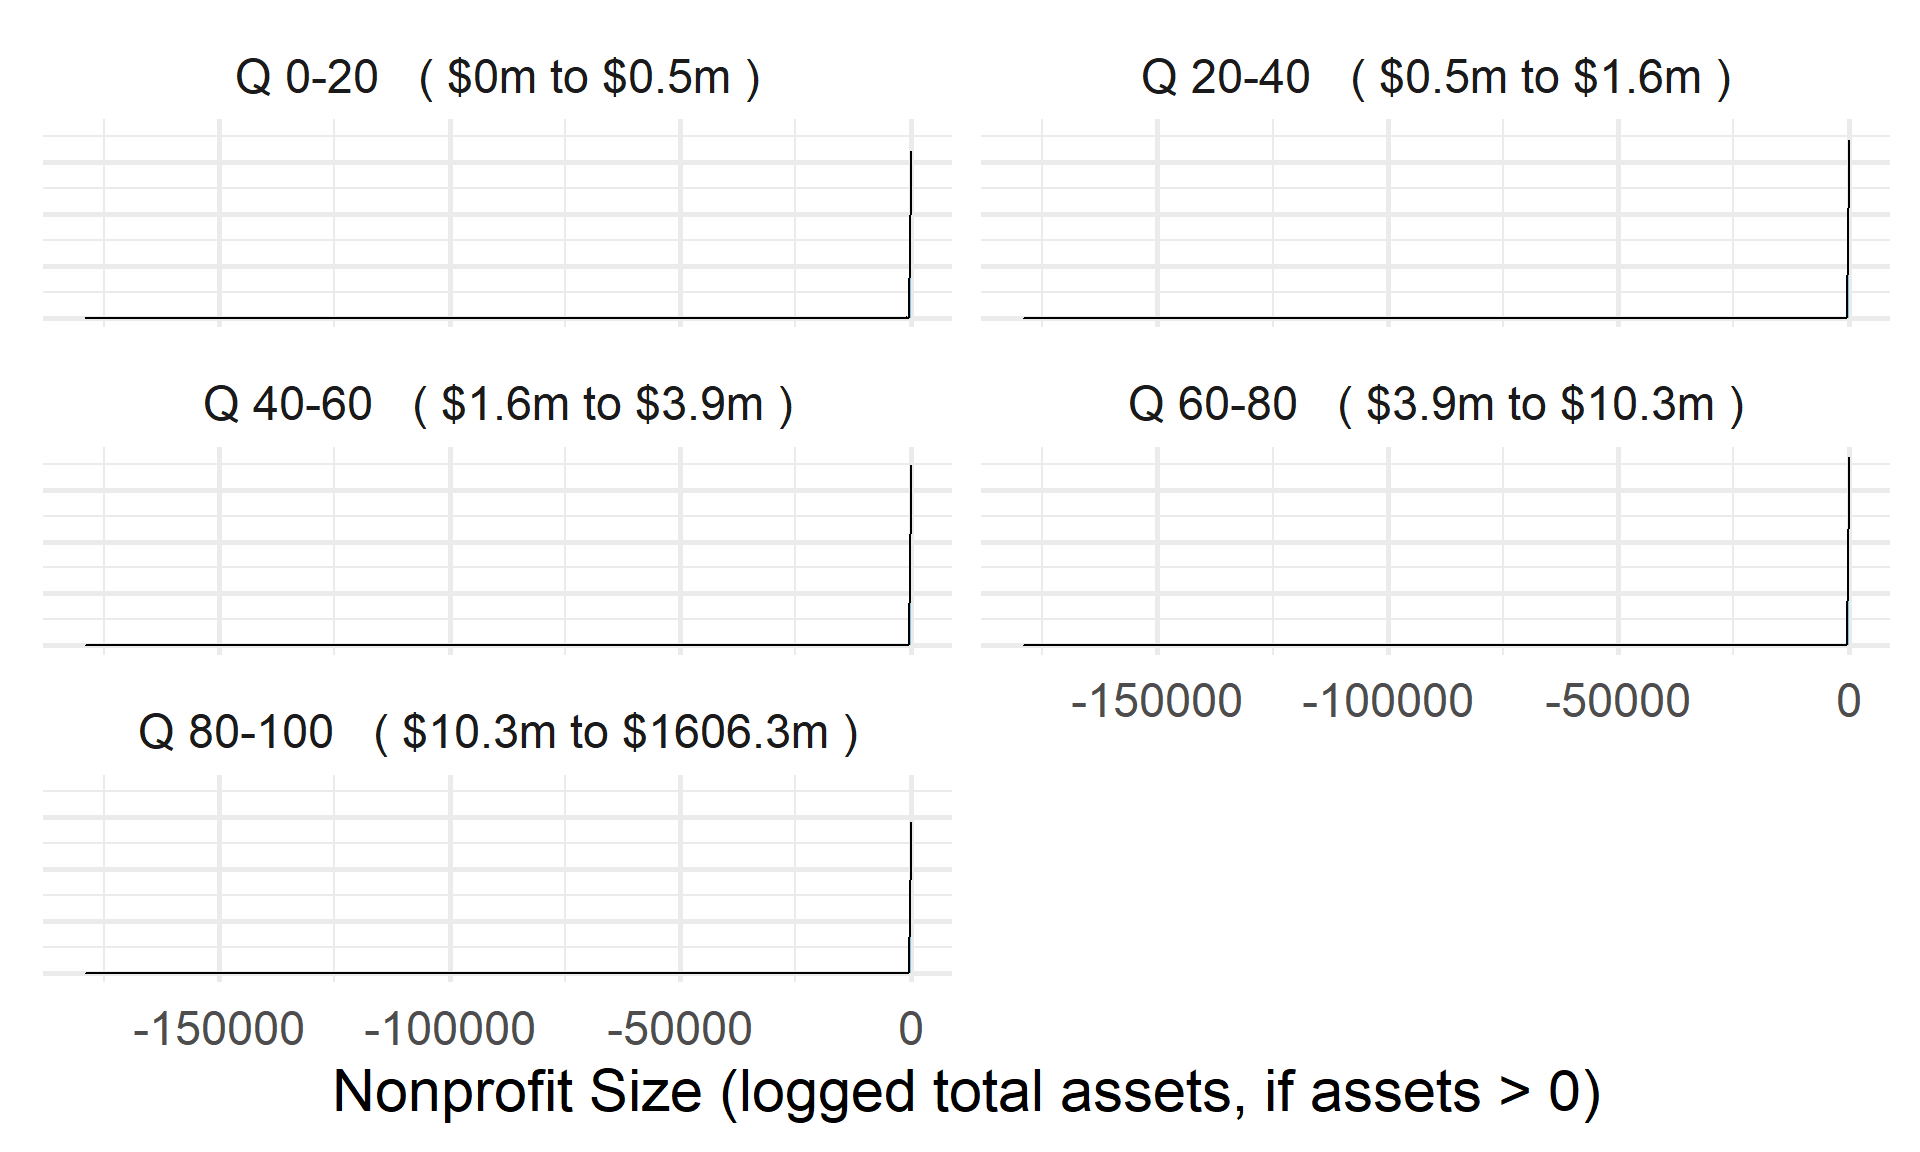 Q 0-20 ( $0m to $0.5m )
Q 20-40 ( $0.5m to $1.6m )
Q 40-60 ( $1.6m to $3.9m )
Q 60-80 ( $3.9m to $10.3m )
-150000 -100000 -50000 0
Q 80-100 ( $10.3m to $1606.3m )
-150000 -100000 -50000 0
Nonprofit Size (logged total assets, if assets > 0)